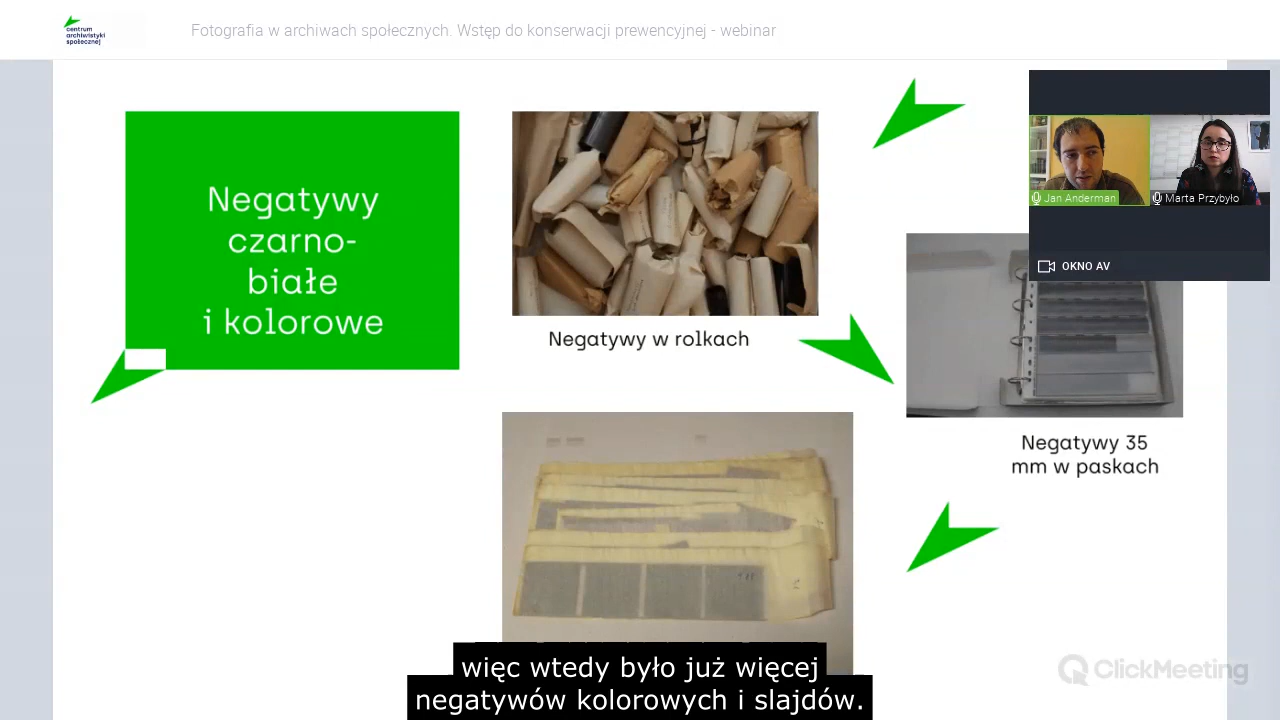 centrum
archiwistyki
społecznej
Fotografia w archiwach społecznych. Wstęp do konserwacji prewencyjnej - webinar
Negatywy
czarno-
białe
i kolorowe
Negatywy w rolkach
Jan Anderman
Marta Przybyło
OKNO AV
Negatywy 35
mm w paskach
ClickMeeting
więc wtedy było już więcej
negatywów kolorowych i slajdów.